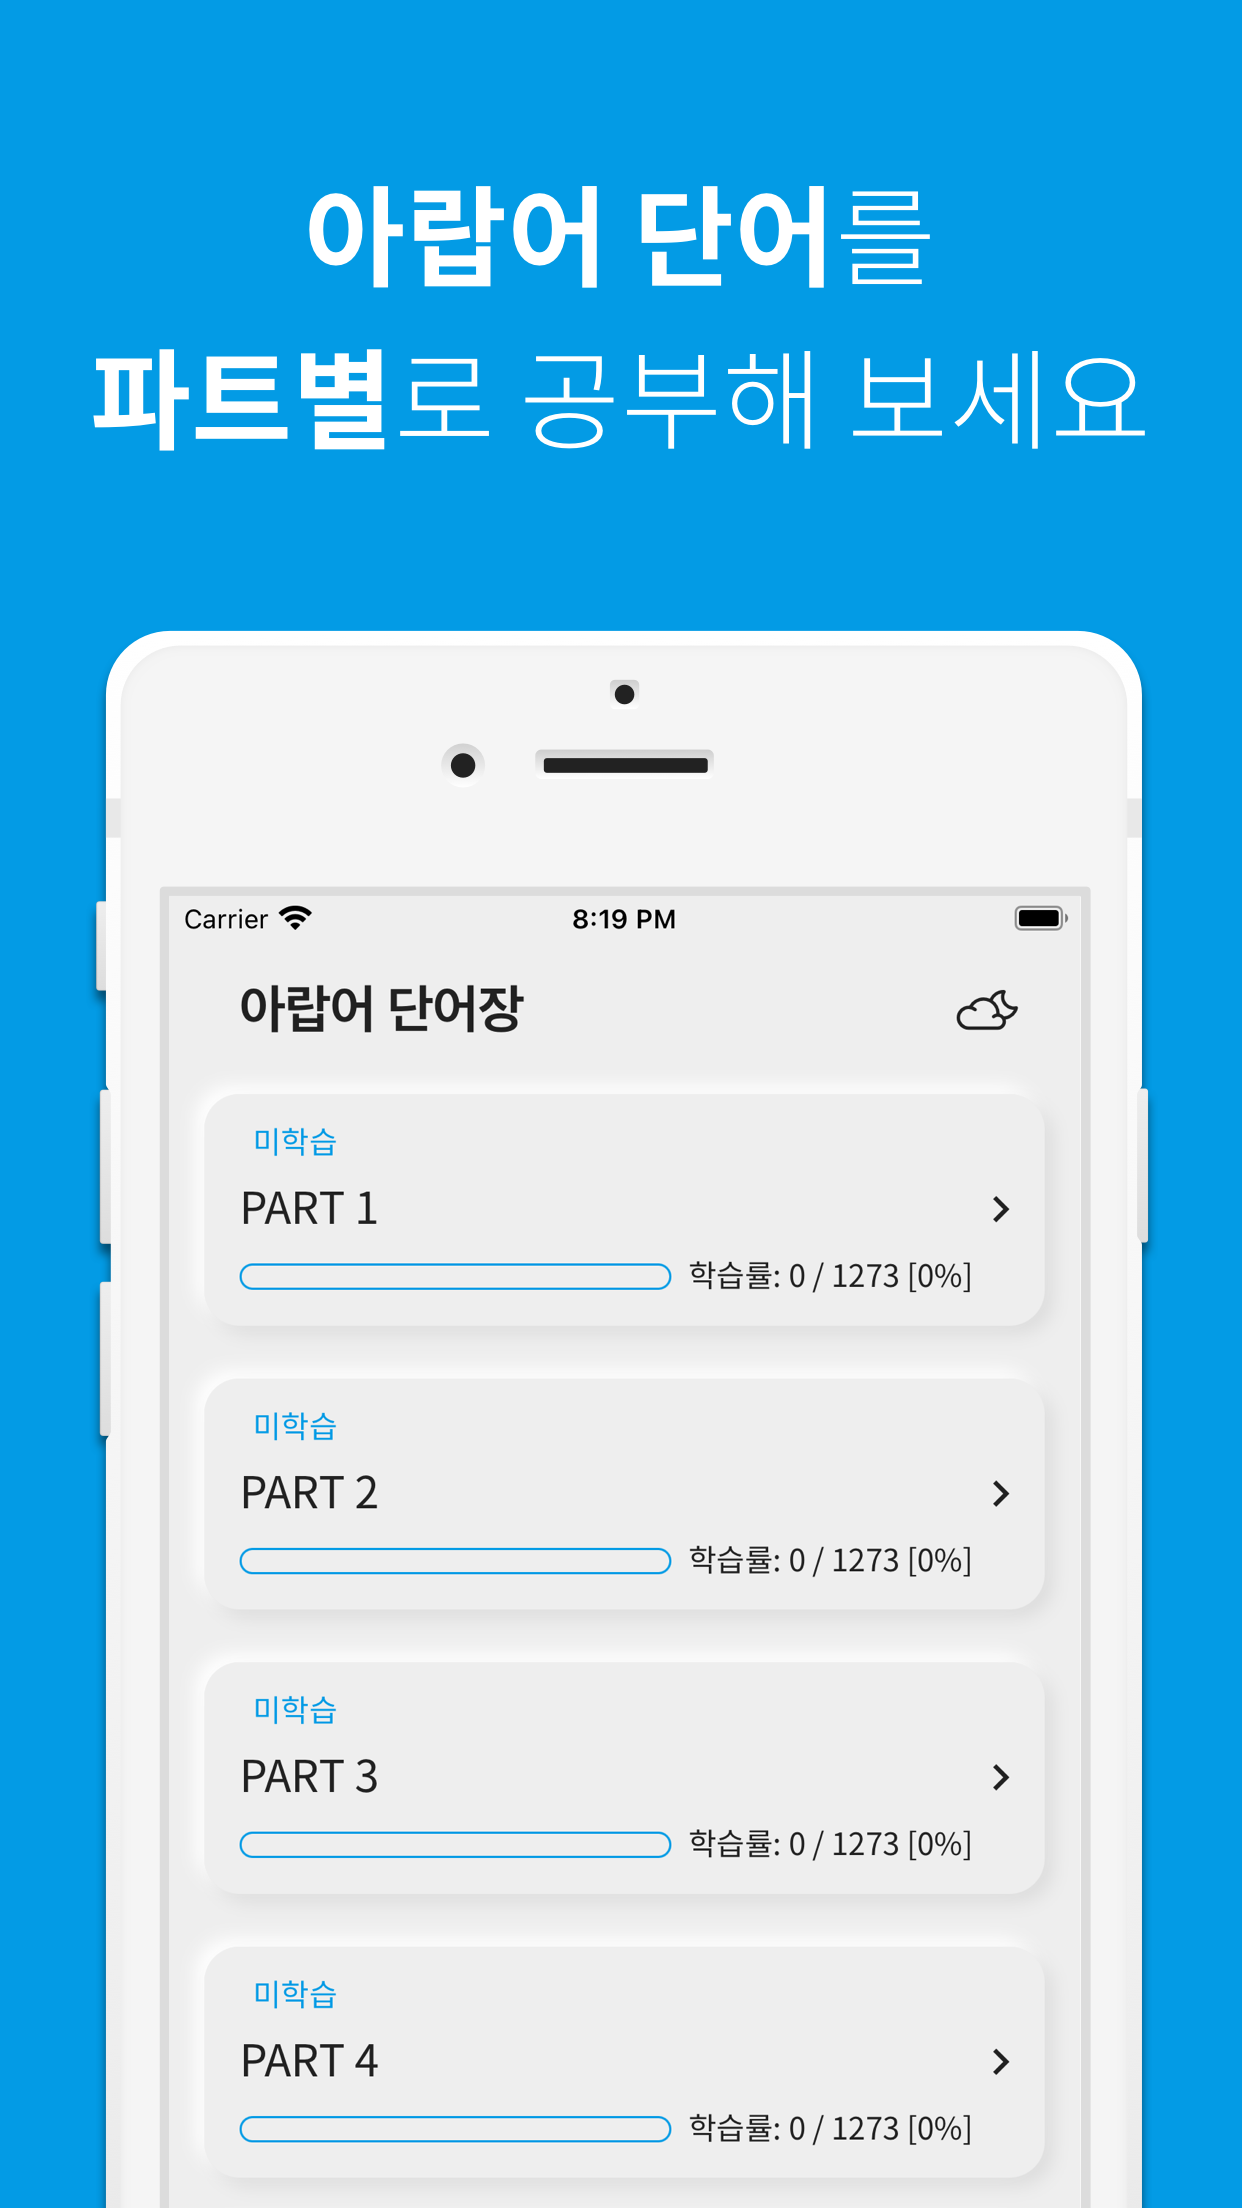 아랍어 단어를
파트별로 공부해 보세요
Carrier 8:19 PM
아랍어 단어장
미학습
PART 1
학습률: 0 / 1273 [0%]
미학습
PART 2
학습률: 0 / 1273 [0%]
미학습
PART 3
학습률: 0 / 1273 [0%]
미학습
PART 4
학습률: 0 / 1273 [0%]